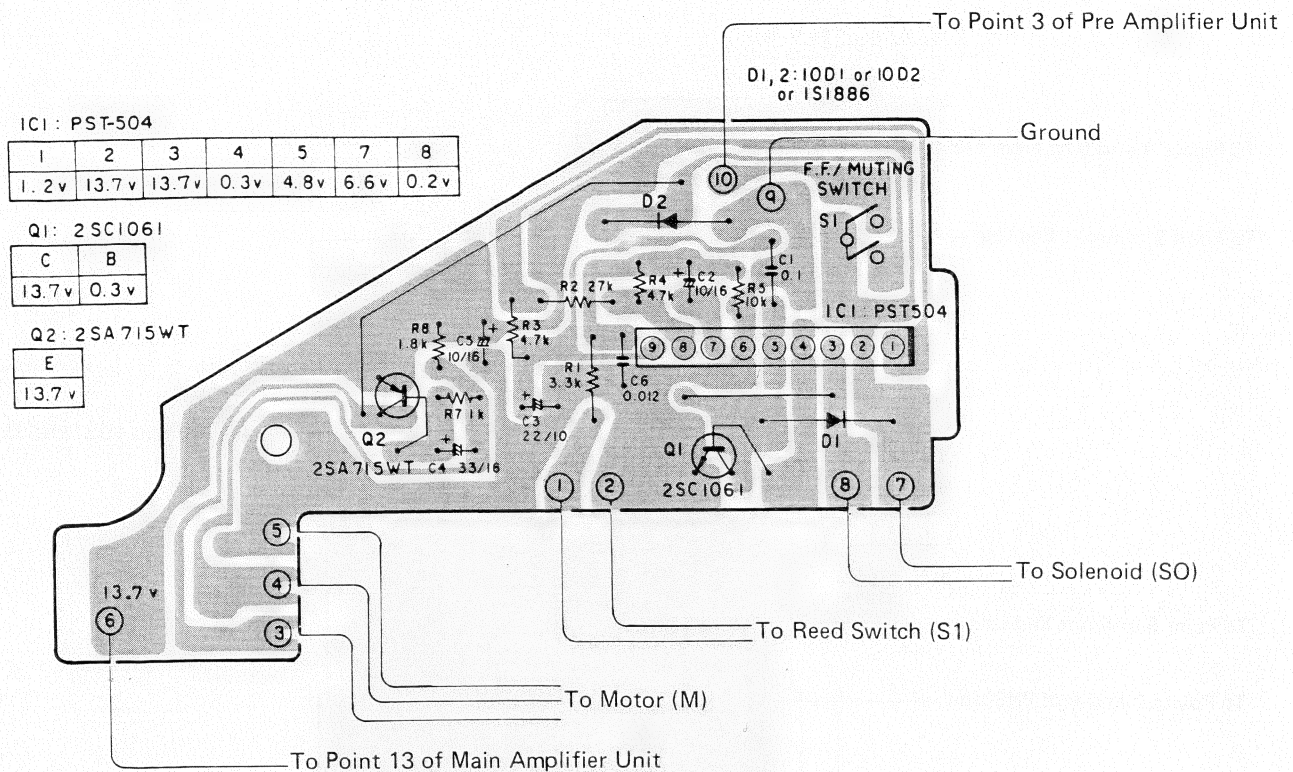 To Point 3 of Pre Amplifier Unit
D1, 2: 10D1 or 10D2
or 1S1886
Ground
IC1: PST-504
1 2 3 4 5 7 8
1.2v 13.7v 13.7v 0.3v 4.8v 6.6v 0.2v
Q1: 2SC1061
C B
13.7v 0.3v
Q2: 2SA715WT
E
13.7v
10
9
F.F./MUTING
SWITCH
S1
D2
C1
0.1
R2 27k
R4
4.7k
+
C2
10/16
R5
10k
IC1: PST504
9 8 7 6 5 4 3 2 1
R8
1.8k
C5
+
10/16
R3
4.7k
R1
3.3k
C6
0.012
R7 1k
+
C3
22/10
Q2
2SA715WT
+
C4 33/16
Q1
2SC1061
D1
1
2
8
7
5
4
3
13.7v
6
To Solenoid (SO)
To Reed Switch (S1)
To Motor (M)
To Point 13 of Main Amplifier Unit